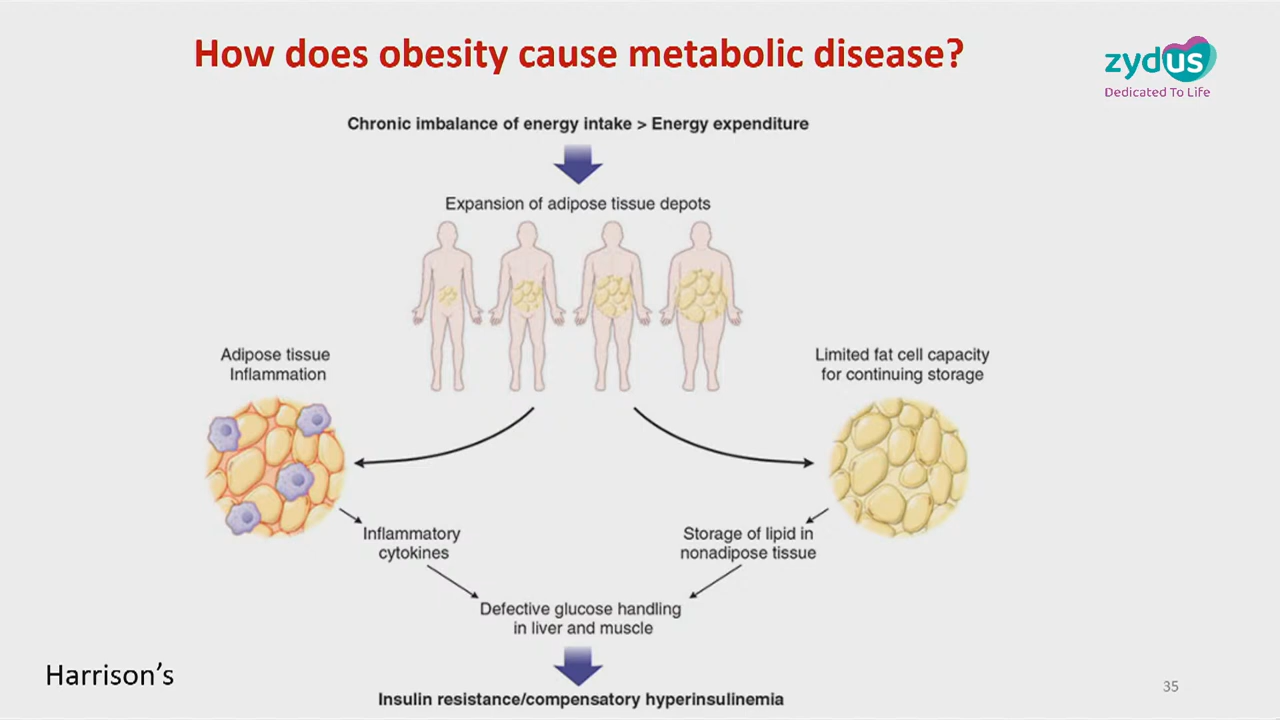 How does obesity cause metabolic disease?
zydus
Dedicated To Life
Chronic imbalance of energy intake > Energy expenditure
Expansion of adipose tissue depots
Adipose tissue
Inflammation
Limited fat cell capacity
for continuing storage
Inflammatory
cytokines
Storage of lipid in
nonadipose tissue
Defective glucose handling
in liver and muscle
Insulin resistance/compensatory hyperinsulinemia
Harrison's
35